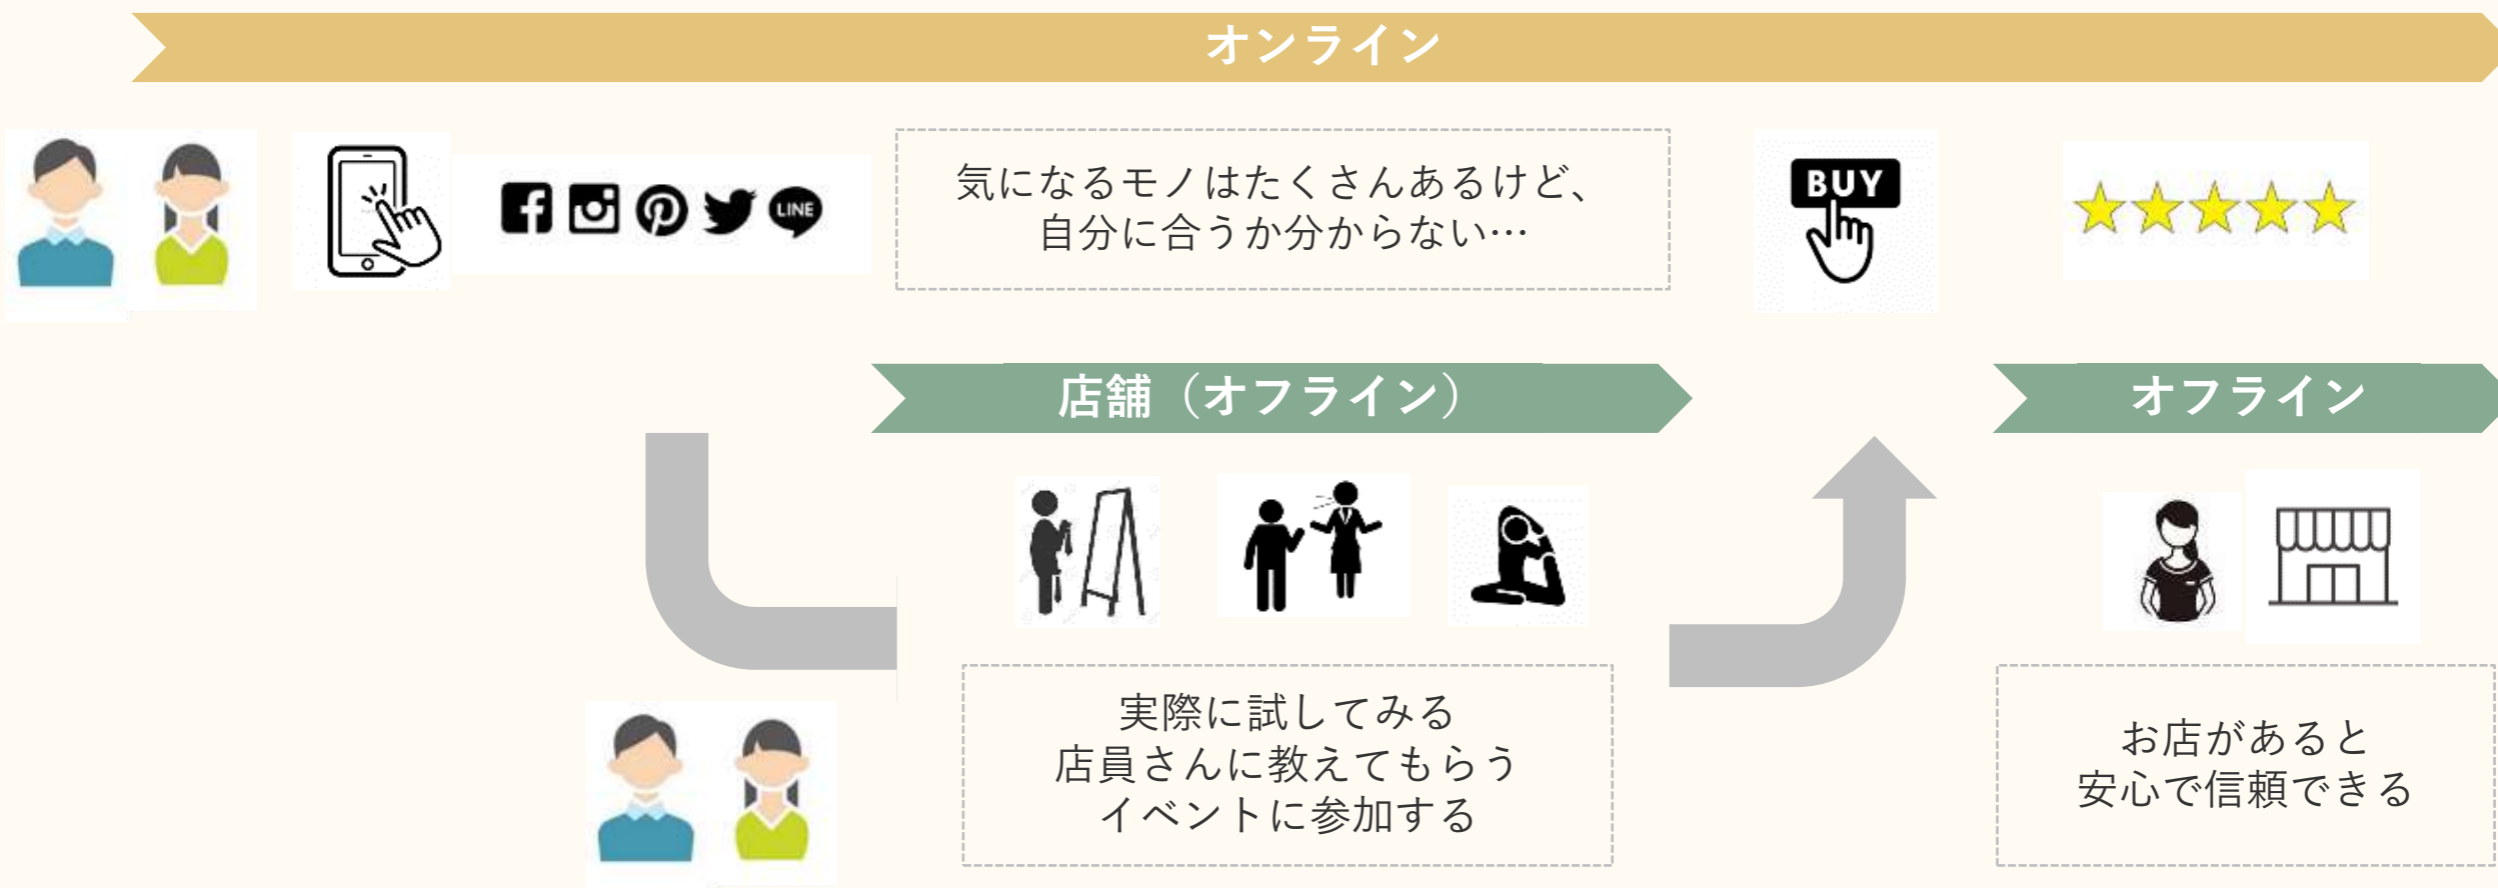 オンライン
LINE
気になるモノはたくさんあるけど、
自分に合うか分からない…
BUY
店舗（オフライン）
オフライン
実際に試してみる
店員さんに教えてもらう
イベントに参加する
お店があると
安心で信頼できる